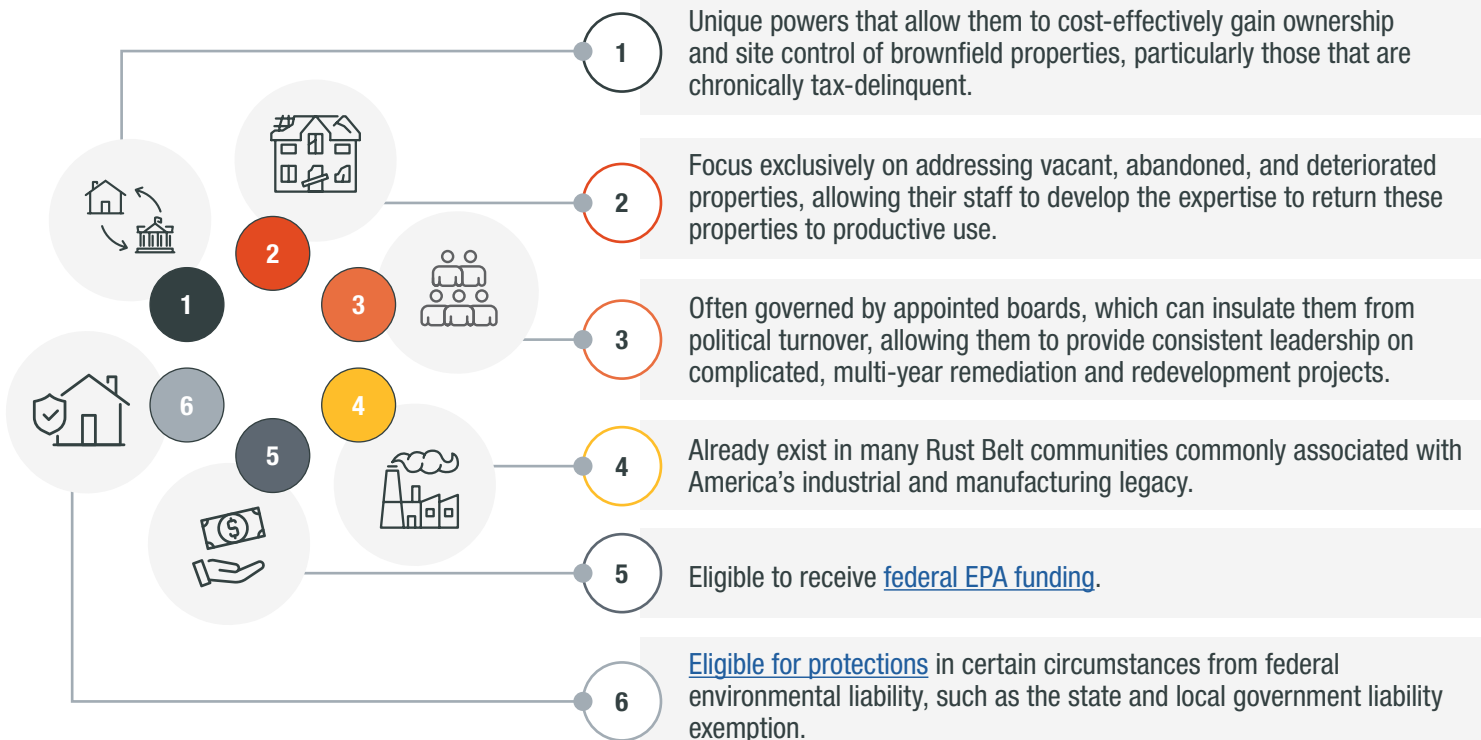 1
Unique powers that allow them to cost-effectively gain ownership
and site control of brownfield properties, particularly those that are
chronically tax-delinquent.
2
Focus exclusively on addressing vacant, abandoned, and deteriorated
properties, allowing their staff to develop the expertise to return these
properties to productive use.
3
Often governed by appointed boards, which can insulate them from
political turnover, allowing them to provide consistent leadership on
complicated, multi-year remediation and redevelopment projects.
4
Already exist in many Rust Belt communities commonly associated with
America’s industrial and manufacturing legacy.
5
Eligible to receive federal EPA funding.
6
Eligible for protections in certain circumstances from federal
environmental liability, such as the state and local government liability
exemption.
2
1
3
6
4
5
$